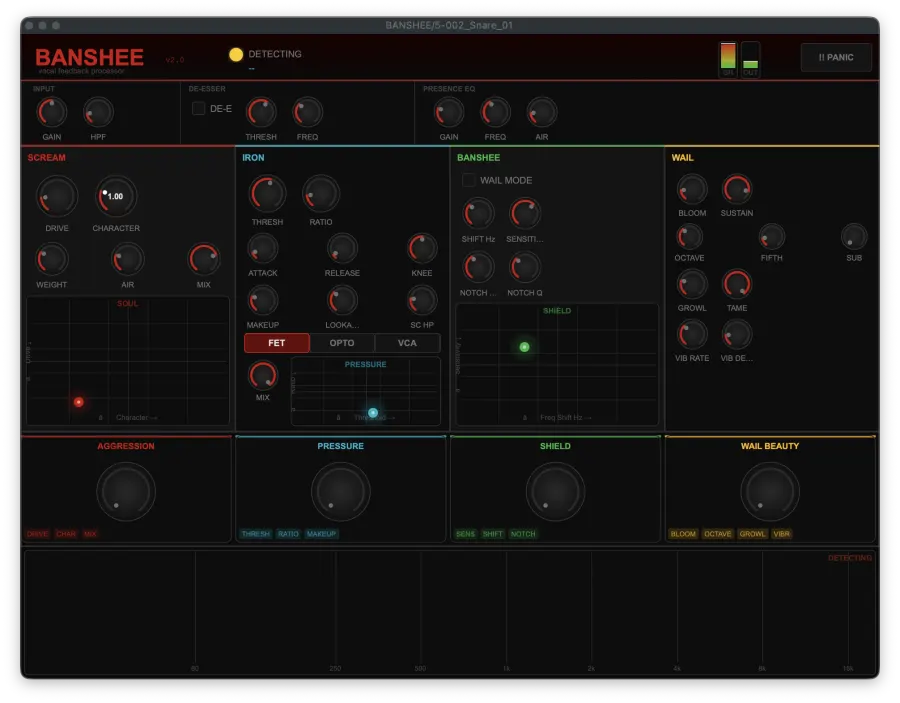 BANSHEE/5-002_Snare_01
BANSHEE v2.0
vocal feedback processor
DETECTING
--
!! PANIC
INPUT
GAIN HPF
DE-ESSER
DE-E
THRESH FREQ
PRESENCE EQ
GAIN FREQ AIR
SCREAM
1.00
DRIVE CHARACTER
WEIGHT AIR MIX
SOUL
Character
IRON
THRESH RATIO
ATTACK RELEASE KNEE
MAKEUP LOOKA... SC HP
FET OPTO VCA
MIX
PRESSURE
BANSHEE
WAIL MODE
SHIFT Hz SENSITI...
NOTCH ... NOTCH Q
SHIELD
Freq Shift Hz
WAIL
BLOOM SUSTAIN
OCTAVE FIFTH SUB
GROWL TAME
VIB RATE VIB DE...
AGGRESSION
DRIVE CHAR MIX
PRESSURE
THRESH RATIO MAKEUP
SHIELD
SENS SHIFT NOTCH
WAIL BEAUTY
BLOOM OCTAVE GROWL VIBR
DETECTING
250 1k 2k 4k